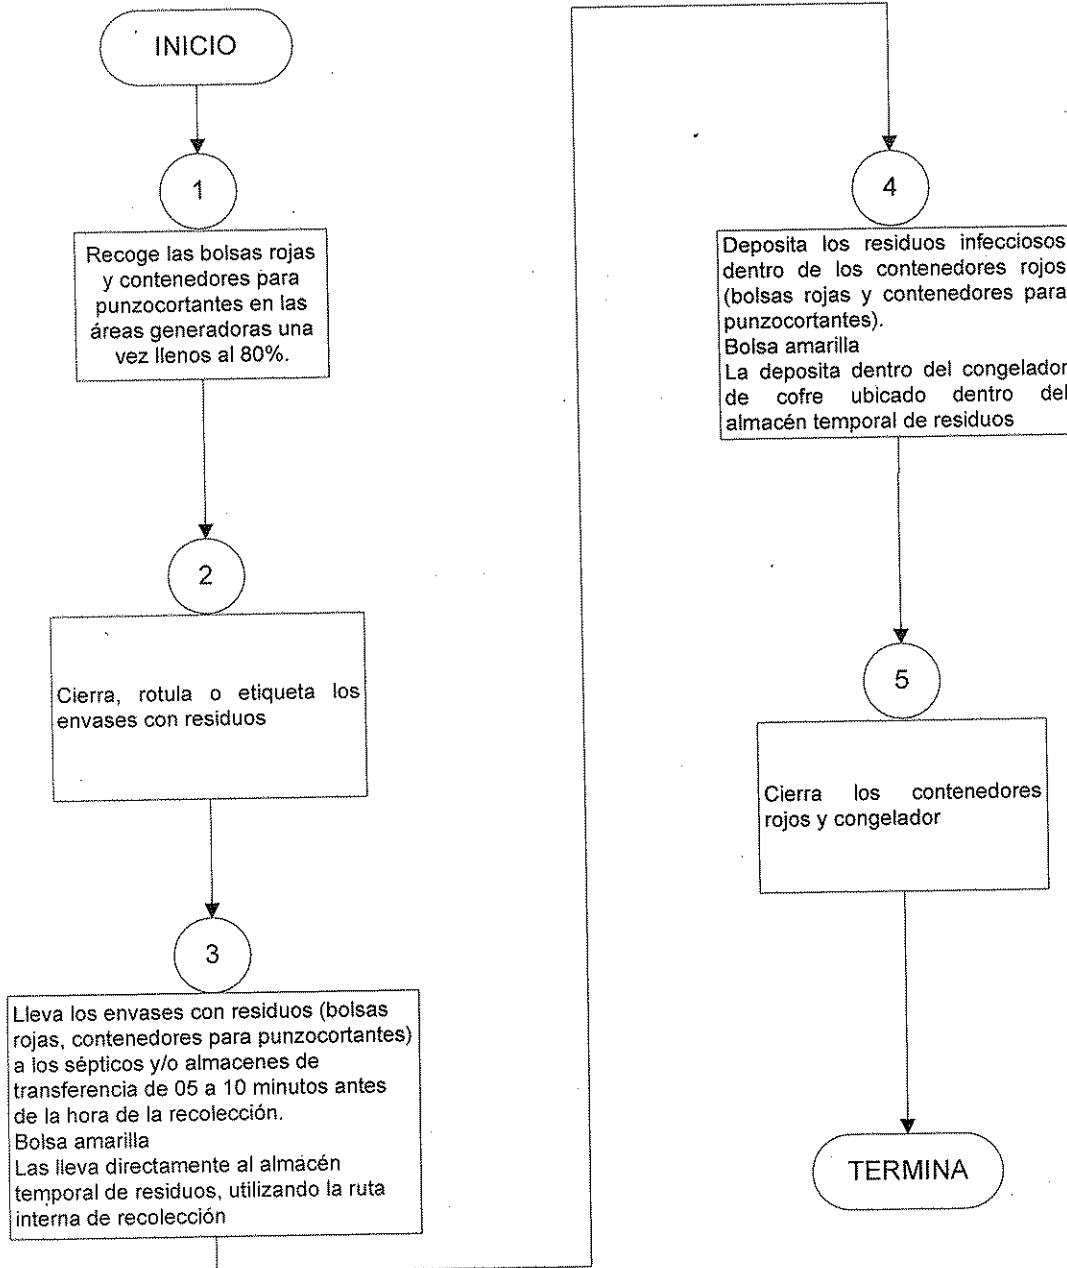 INICIO
1
Recoge las bolsas rojas
y contenedores para
punzocortantes en las
áreas generadoras una
vez llenos al 80%.
2
Cierra, rotula o etiqueta los
envases con residuos
3
Lleva los envases con residuos (bolsas
rojas, contenedores para punzocortantes)
a los sépticos y/o almacenes de
transferencia de 05 a 10 minutos antes
de la hora de la recolección.
Bolsa amarilla
Las lleva directamente al almacén
temporal de residuos, utilizando la ruta
interna de recolección
4
Deposita los residuos infecciosos
dentro de los contenedores rojos
(bolsas rojas y contenedores para
punzocortantes).
Bolsa amarilla
La deposita dentro del congelador
de cofre ubicado dentro del
almacén temporal de residuos
5
Cierra los contenedores
rojos y congelador
TERMINA